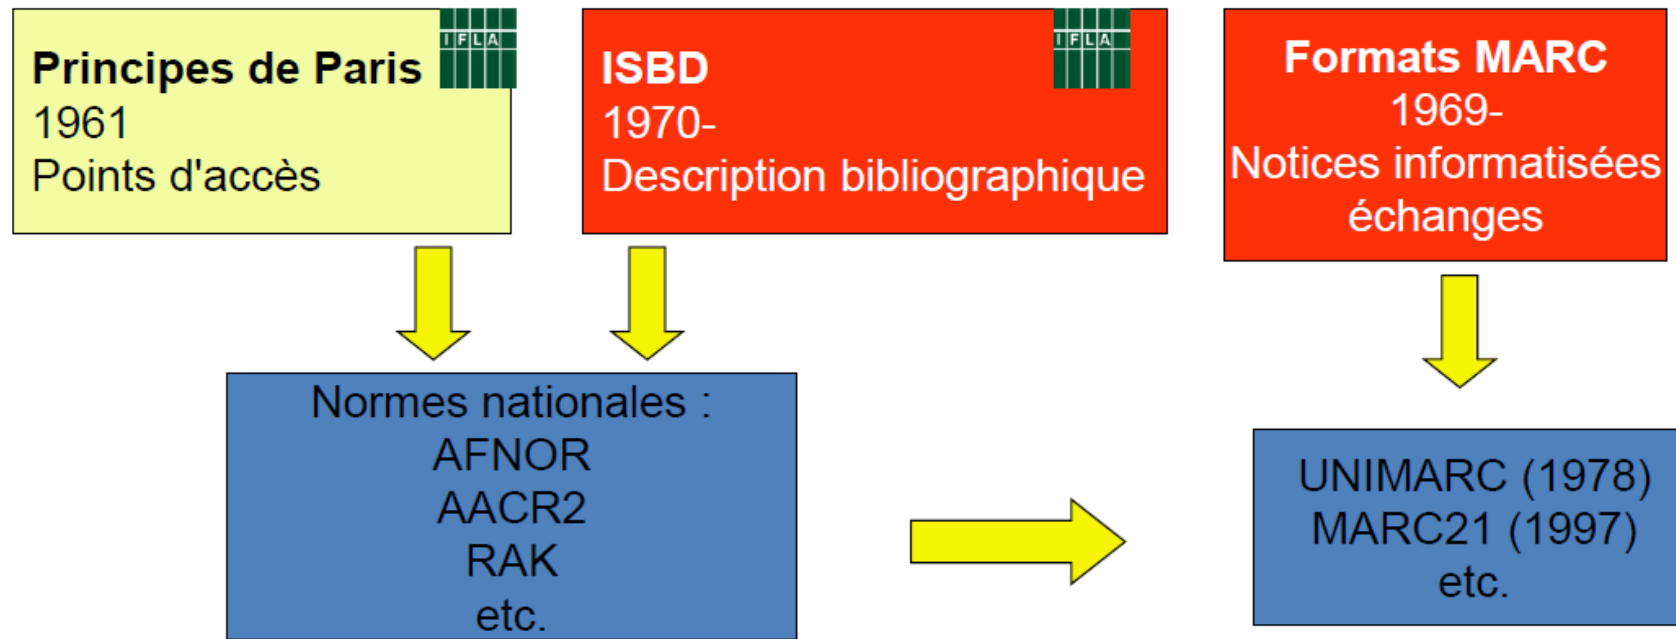 Principes de Paris
1961
Points d'accès
IFLA
ISBD
1970-
Description bibliographique
IFLA
Formats MARC
1969-
Notices informatisées
échanges
Normes nationales :
AFNOR
AACR2
RAK
etc.
UNIMARC (1978)
MARC21 (1997)
etc.